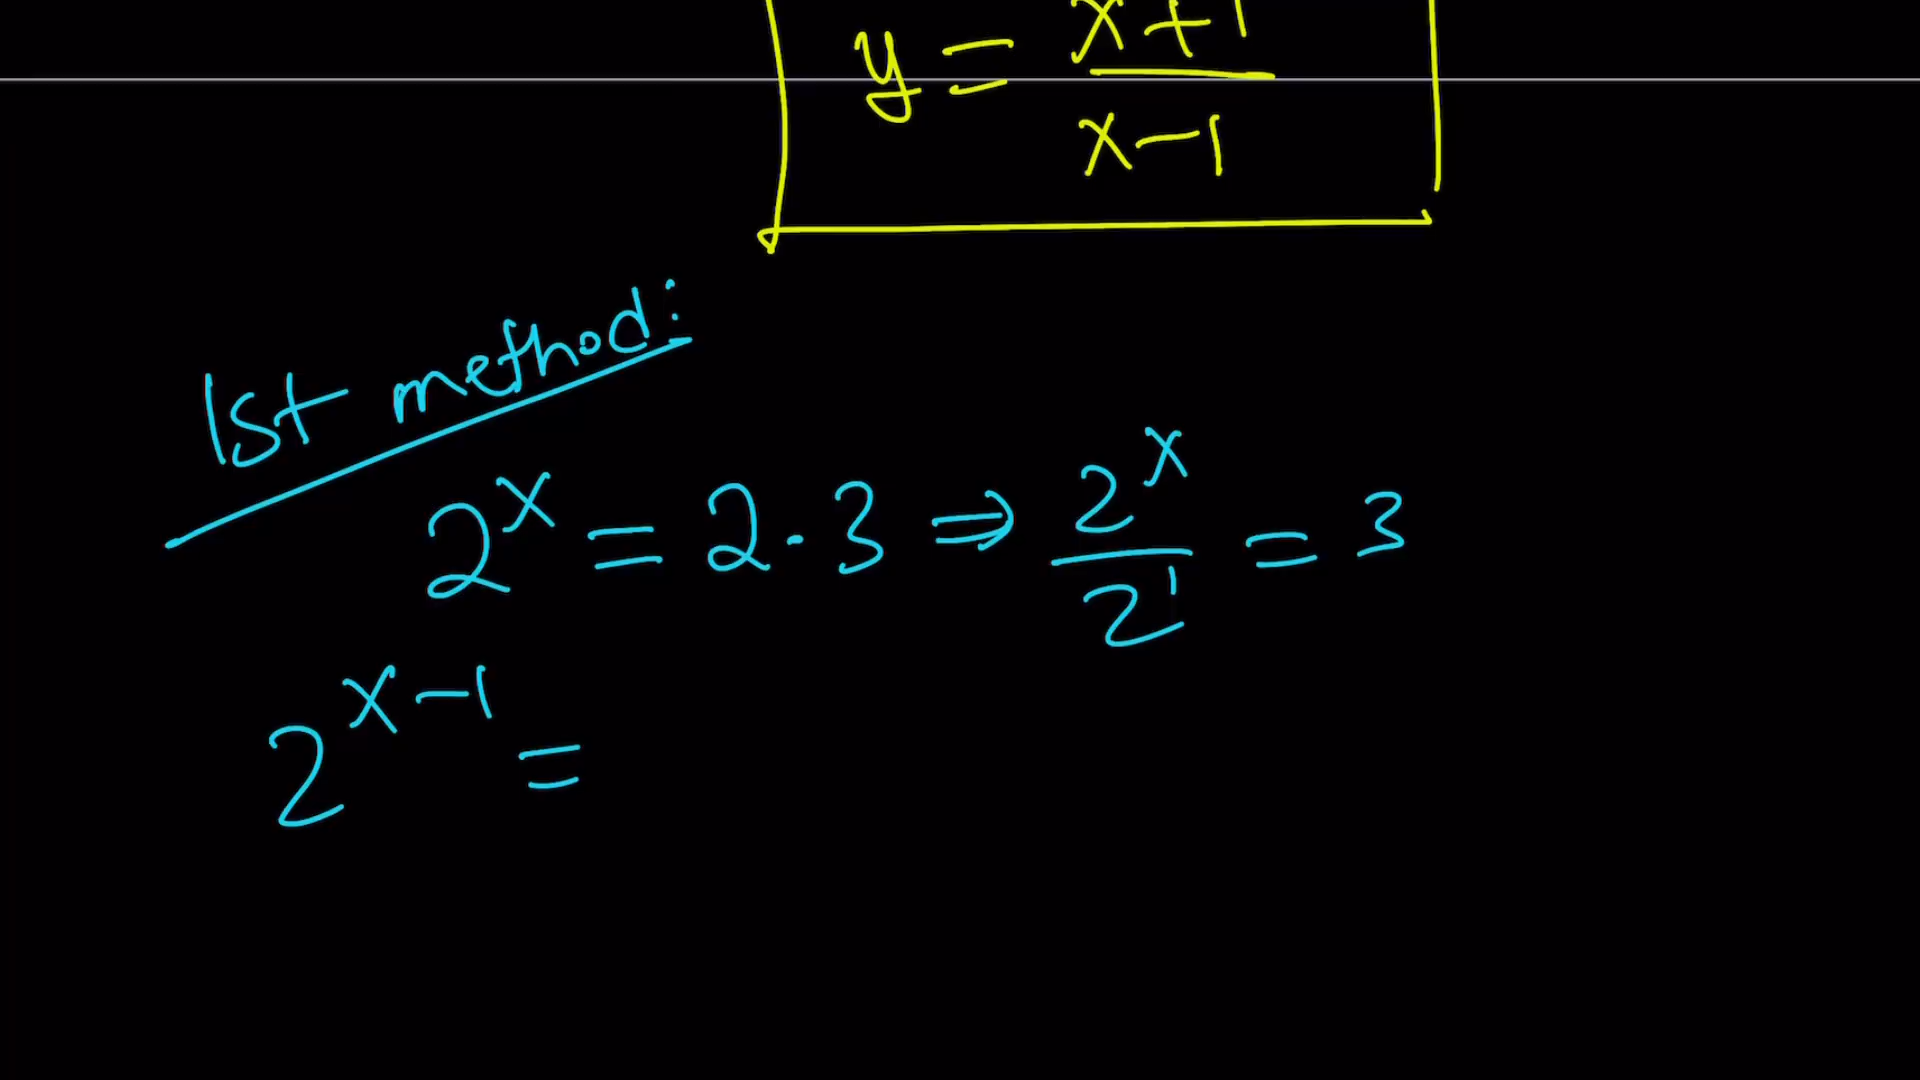 y = x+1 / x-1
1st method:
2^x = 2·3 ⇒ 2^x / 2^1 = 3
2^(x-1) =